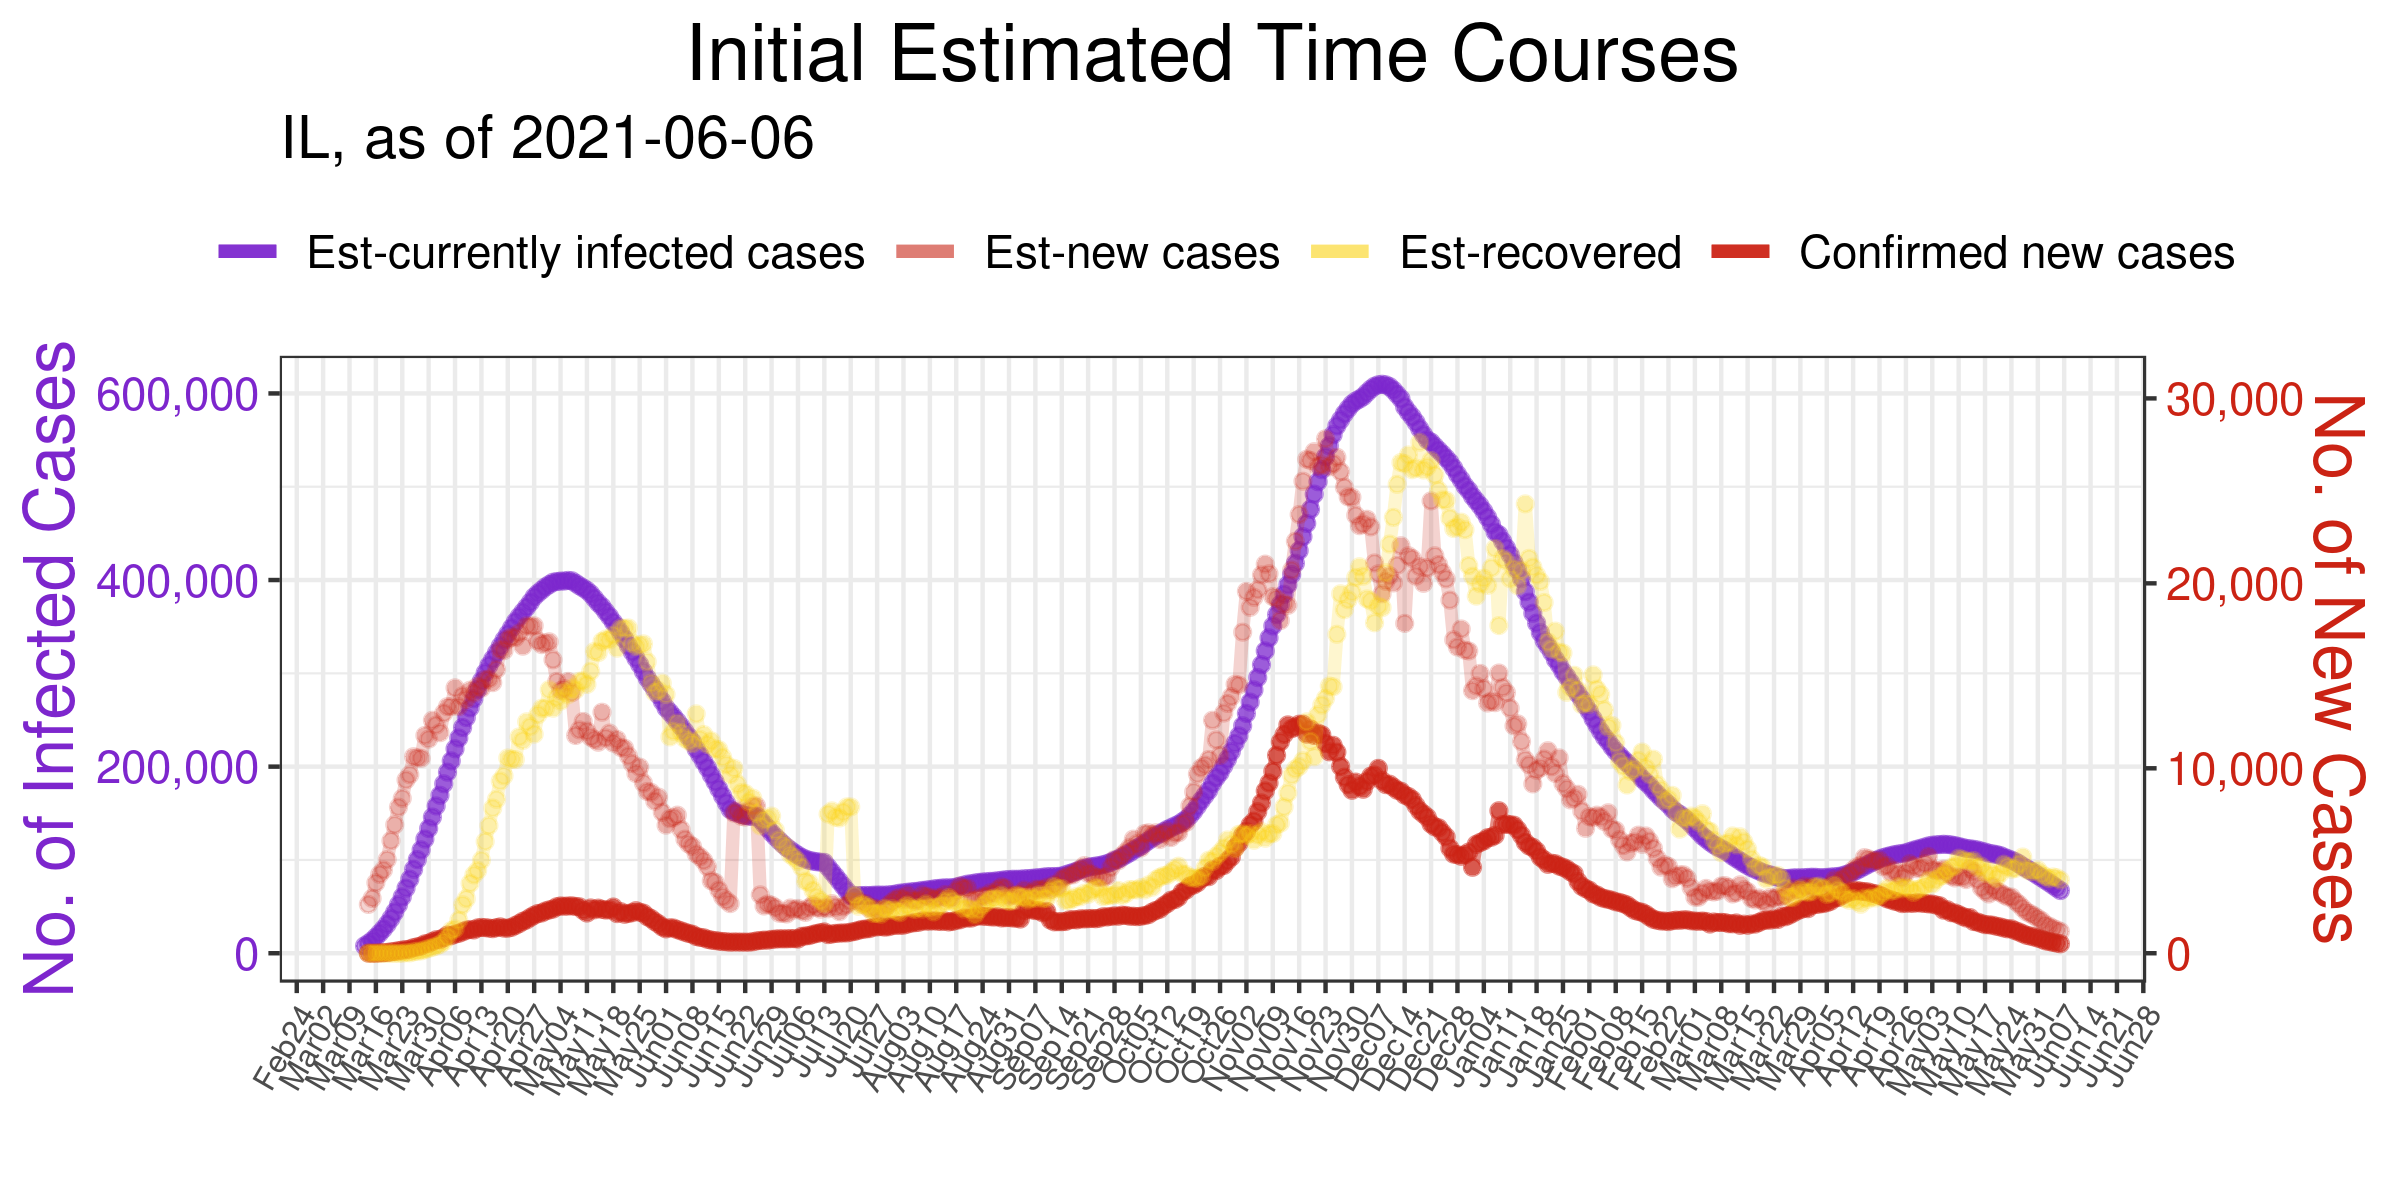 Initial Estimated Time Courses
IL, as of 2021-06-06
Est-currently infected cases
Est-new cases
Est-recovered
Confirmed new cases
No. of Infected Cases
600,000
400,000
200,000
0
30,000
20,000
10,000
0
No. of New Cases
Feb24
Mar02
Mar09
Mar16
Mar23
Mar30
Apr06
Apr13
Apr20
Apr27
May04
May11
May18
May25
Jun01
Jun08
Jun15
Jun22
Jun29
Jul06
Jul13
Jul20
Jul27
Aug03
Aug10
Aug17
Aug24
Aug31
Sep07
Sep14
Sep21
Sep28
Oct05
Oct12
Oct19
Oct26
Nov02
Nov09
Nov16
Nov23
Nov30
Dec07
Dec14
Dec21
Dec28
Jan04
Jan11
Jan18
Jan25
Feb01
Feb08
Feb15
Feb22
Mar01
Mar08
Mar15
Mar22
Mar29
Apr05
Apr12
Apr19
Apr26
May03
May10
May17
May24
May31
Jun07
Jun14
Jun21
Jun28